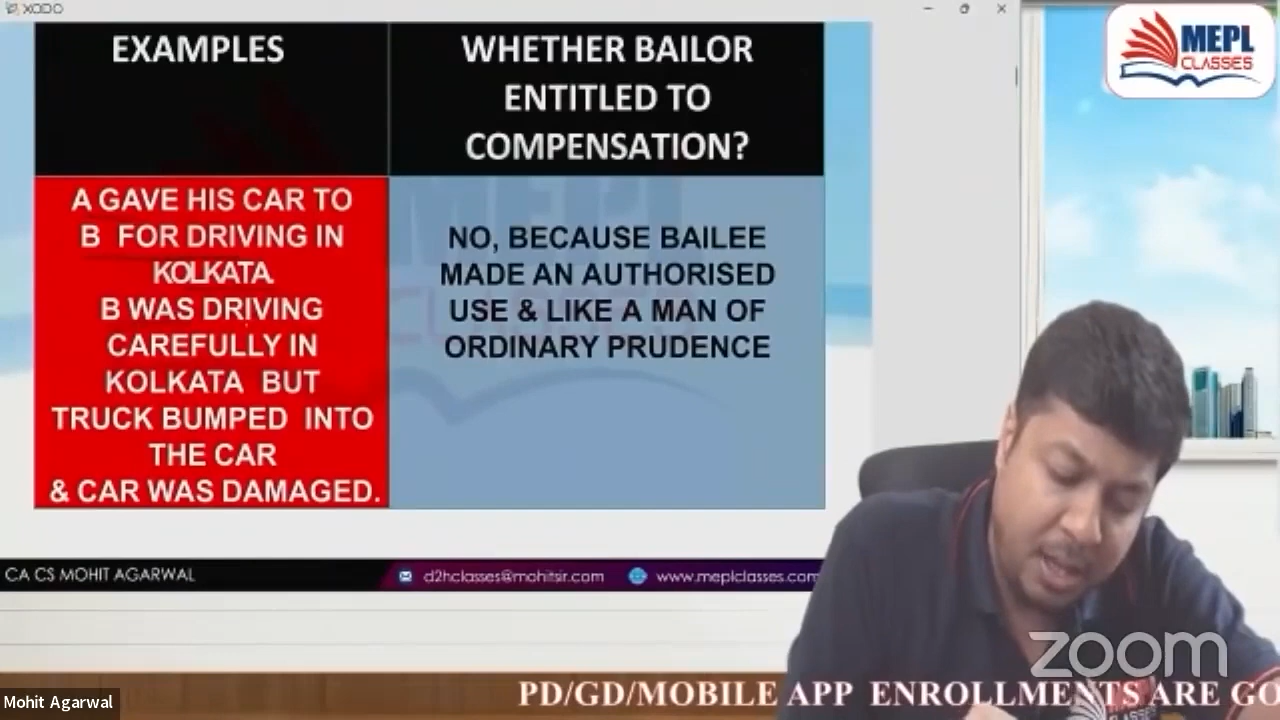 XODO
MEPL
CLASSES
EXAMPLES
WHETHER BAILOR
ENTITLED TO
COMPENSATION?
A GAVE HIS CAR TO
B FOR DRIVING IN
KOLKATA.
B WAS DRIVING
CAREFULLY IN
KOLKATA BUT
TRUCK BUMPED INTO
THE CAR
& CAR WAS DAMAGED.
NO, BECAUSE BAILEE
MADE AN AUTHORISED
USE & LIKE A MAN OF
ORDINARY PRUDENCE
CA CS MOHIT AGARWAL
d2hclasses@mohitsir.com
www.meplclasses.com
zoom
Mohit Agarwal
PD/GD/MOBILE APP ENROLLMENTS ARE GO